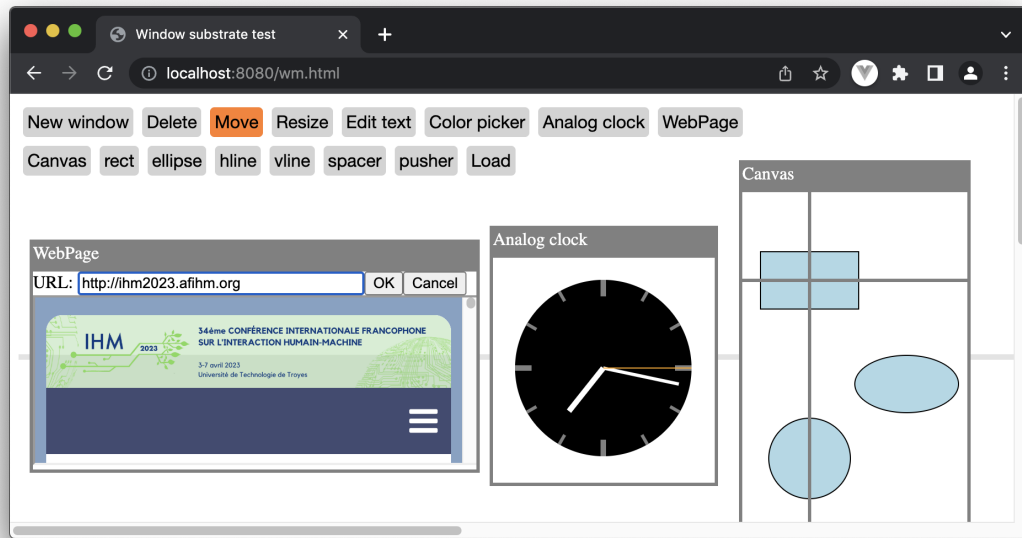 Window substrate test
localhost:8080/wm.html
New window Delete Move Resize Edit text Color picker Analog clock WebPage
Canvas rect ellipse hline vline spacer pusher Load
Canvas
Analog clock
WebPage
URL: http://ihm2023.afihm.org OK Cancel
IHM 2023
34ème CONFÉRENCE INTERNATIONALE FRANCOPHONE
SUR L'INTERACTION HUMAIN-MACHINE
3-7 avril 2023
Université de Technologie de Troyes